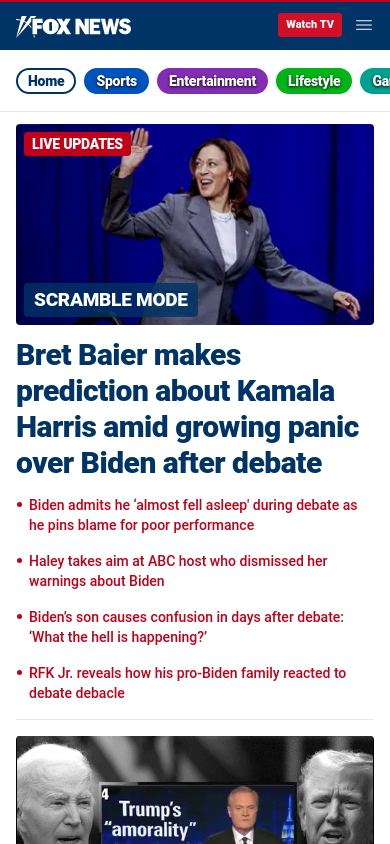 FOX NEWS
Watch TV
Home
Sports
Entertainment
Lifestyle
Ga
LIVE UPDATES
SCRAMBLE MODE
Bret Baier makes
prediction about Kamala
Harris amid growing panic
over Biden after debate
• Biden admits he ‘almost fell asleep' during debate as
he pins blame for poor performance
• Haley takes aim at ABC host who dismissed her
warnings about Biden
• Biden’s son causes confusion in days after debate:
‘What the hell is happening?’
• RFK Jr. reveals how his pro-Biden family reacted to
debate debacle
4
Trump’s
“amorality”